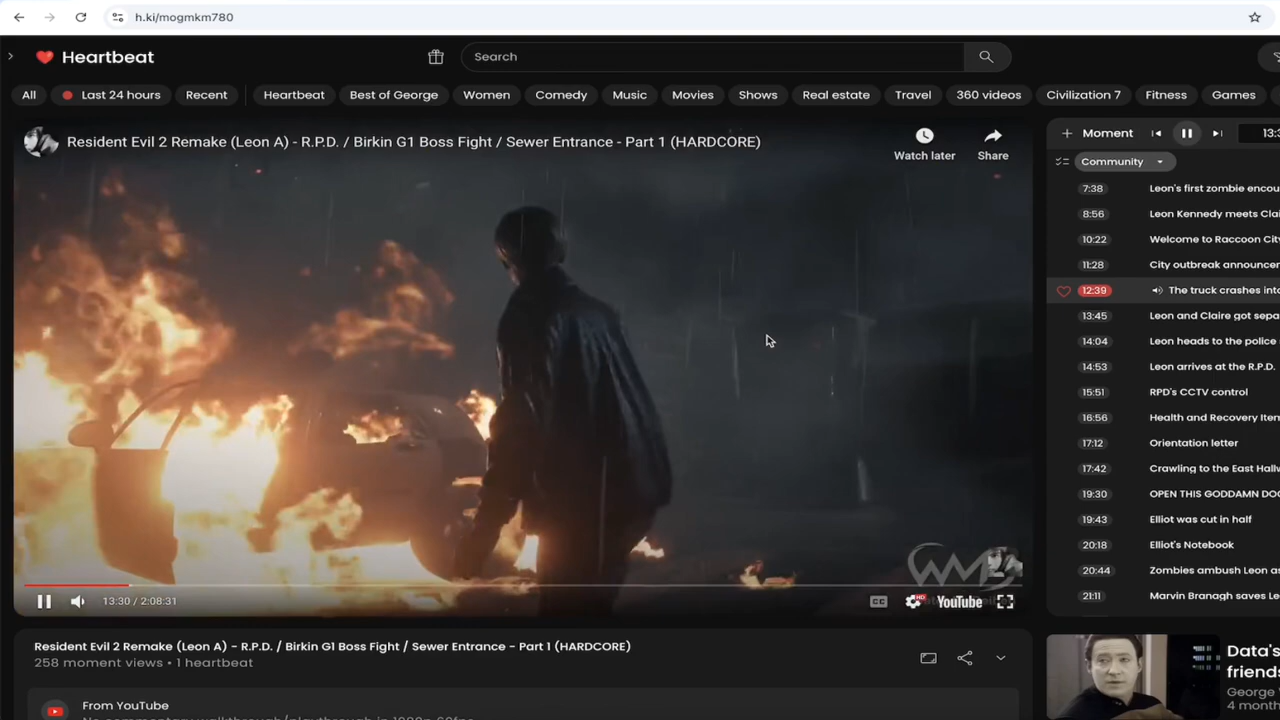 h.ki/mogmkm780
Heartbeat
Search
All
Last 24 hours
Recent
Heartbeat
Best of George
Women
Comedy
Music
Movies
Shows
Real estate
Travel
360 videos
Civilization 7
Fitness
Games
Resident Evil 2 Remake (Leon A) - R.P.D. / Birkin G1 Boss Fight / Sewer Entrance - Part 1 (HARDCORE)
Watch later
Share
Moment
Community
7:38 Leon's first zombie encou
8:56 Leon Kennedy meets Clai
10:22 Welcome to Raccoon City
11:28 City outbreak announcer
12:39 The truck crashes into
13:45 Leon and Claire got sepa
14:04 Leon heads to the police
14:53 Leon arrives at the R.P.D.
15:51 RPD's CCTV control
16:56 Health and Recovery Iter
17:12 Orientation letter
17:42 Crawling to the East Hallw
19:30 OPEN THIS GODDAMN DOO
19:43 Elliot was cut in half
20:18 Elliot's Notebook
20:44 Zombies ambush Leon as
21:11 Marvin Branagh saves Le
13:30 / 2:08:31
CC
HD
YouTube
Resident Evil 2 Remake (Leon A) - R.P.D. / Birkin G1 Boss Fight / Sewer Entrance - Part 1 (HARDCORE)
258 moment views • 1 heartbeat
From YouTube
Data's
friends
George
4 month